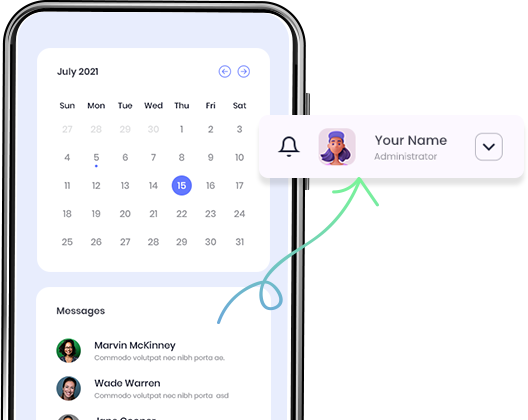 July 2021
Sun Mon Tue Wed Thu Fri Sat
27 28 29 30 1 2 3
4 5 6 7 8 9 10
11 12 13 14 15 16 17
18 19 20 21 22 23 24
25 26 27 28 29 30 31
Your Name
Administrator
Messages
Marvin McKinney
Commodo volutpat nec nibh porta ae.
Wade Warren
Commodo volutpat nec nibh porta asd